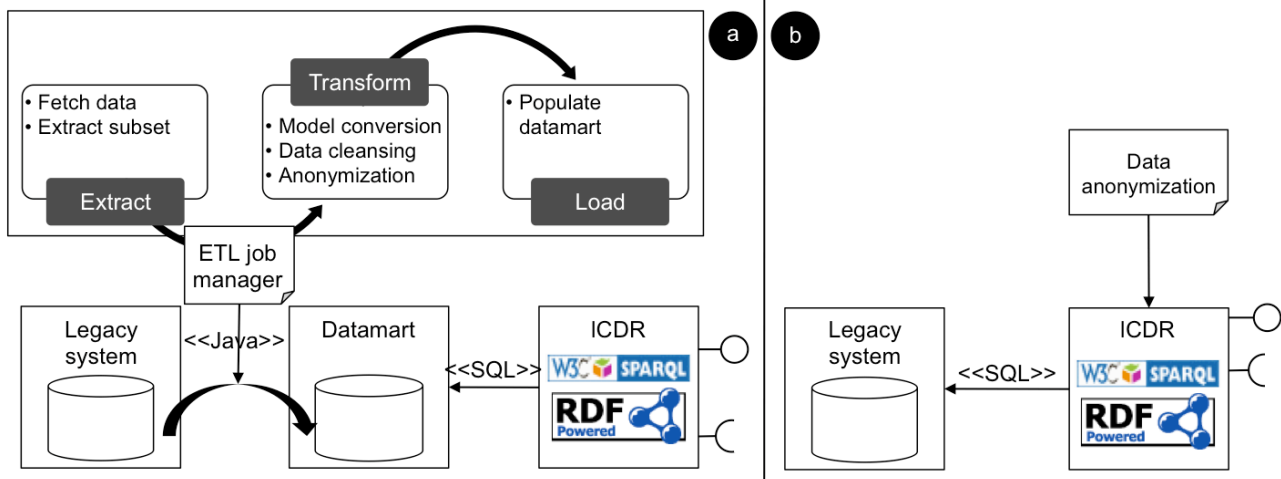 a
b
• Fetch data
• Extract subset
Extract
Transform
• Model conversion
• Data cleansing
• Anonymization
• Populate
datamart
Load
ETL job
manager
Legacy
system
<<Java>>
Datamart
<<SQL>>
ICDR
W3C SPARQL
RDF
Powered
Data
anonymization
Legacy
system
<<SQL>>
ICDR
W3C SPARQL
RDF
Powered